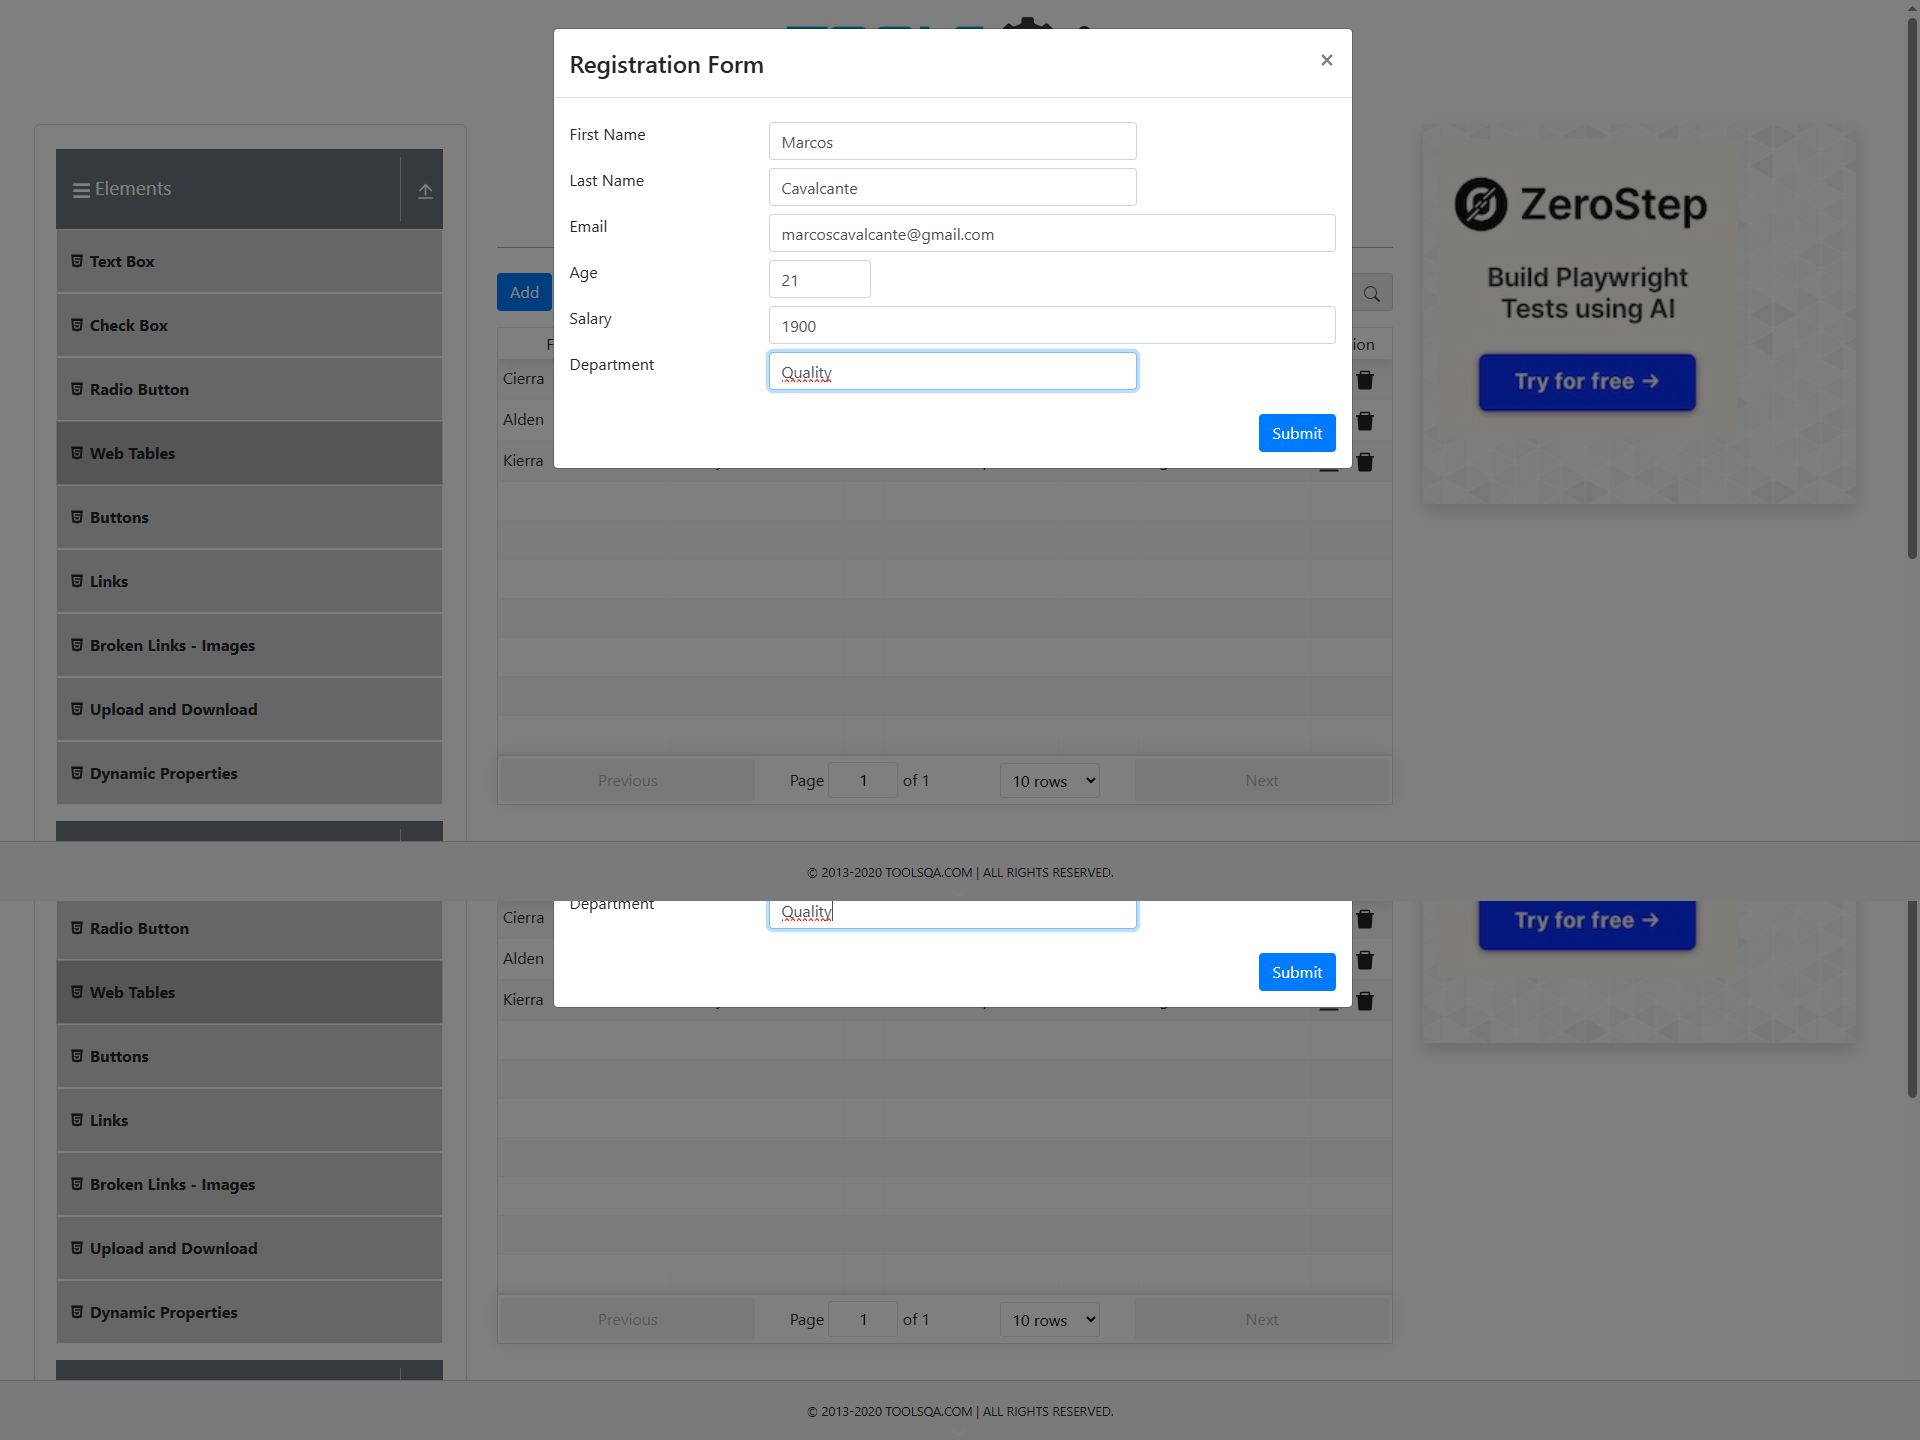 Registration Form ×
First Name Marcos
Last Name Cavalcante
Email marcoscavalcante@gmail.com
Age 21
Salary 1900
Department Quality
Submit
Elements
Text Box
Check Box
Radio Button
Web Tables
Buttons
Links
Broken Links - Images
Upload and Download
Dynamic Properties
Add
Cierra
Alden
Kierra
Previous Page 1 of 1 10 rows Next
ZeroStep
Build Playwright
Tests using AI
Try for free →
© 2013-2020 TOOLSQA.COM | ALL RIGHTS RESERVED.
Department Quality
Submit
Radio Button
Web Tables
Buttons
Links
Broken Links - Images
Upload and Download
Dynamic Properties
Cierra
Alden
Kierra
Previous Page 1 of 1 10 rows Next
Try for free →
© 2013-2020 TOOLSQA.COM | ALL RIGHTS RESERVED.